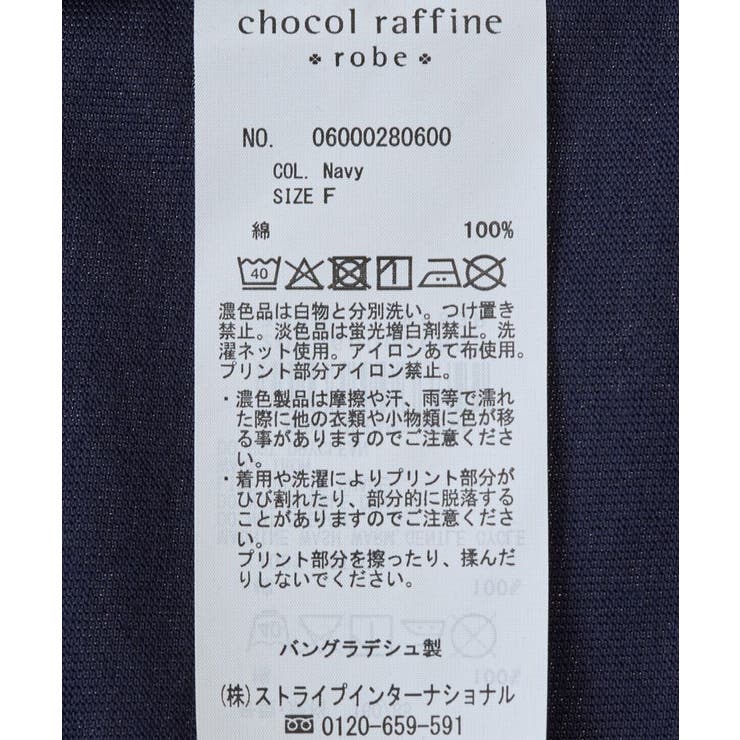 chocol raffine
robe
NO. 06000280600
COL. Navy
SIZE F
綿 100%
40
濃色品は白物と分別洗い。つけ置き
禁止。淡色品は蛍光増白剤禁止。洗
濯ネット使用。アイロンあて布使用。
プリント部分アイロン禁止。
・濃色製品は摩擦や汗、雨等で濡れ
た際に他の衣類や小物類に色が移
る事がありますのでご注意くださ
い。
・着用や洗濯によりプリント部分が
ひび割れたり、部分的に脱落する
ことがありますのでご注意くださ
い。
プリント部分を擦ったり、揉んだ
りしないでください。
バングラデシュ製
(株)ストライプインターナショナル
0120-659-591